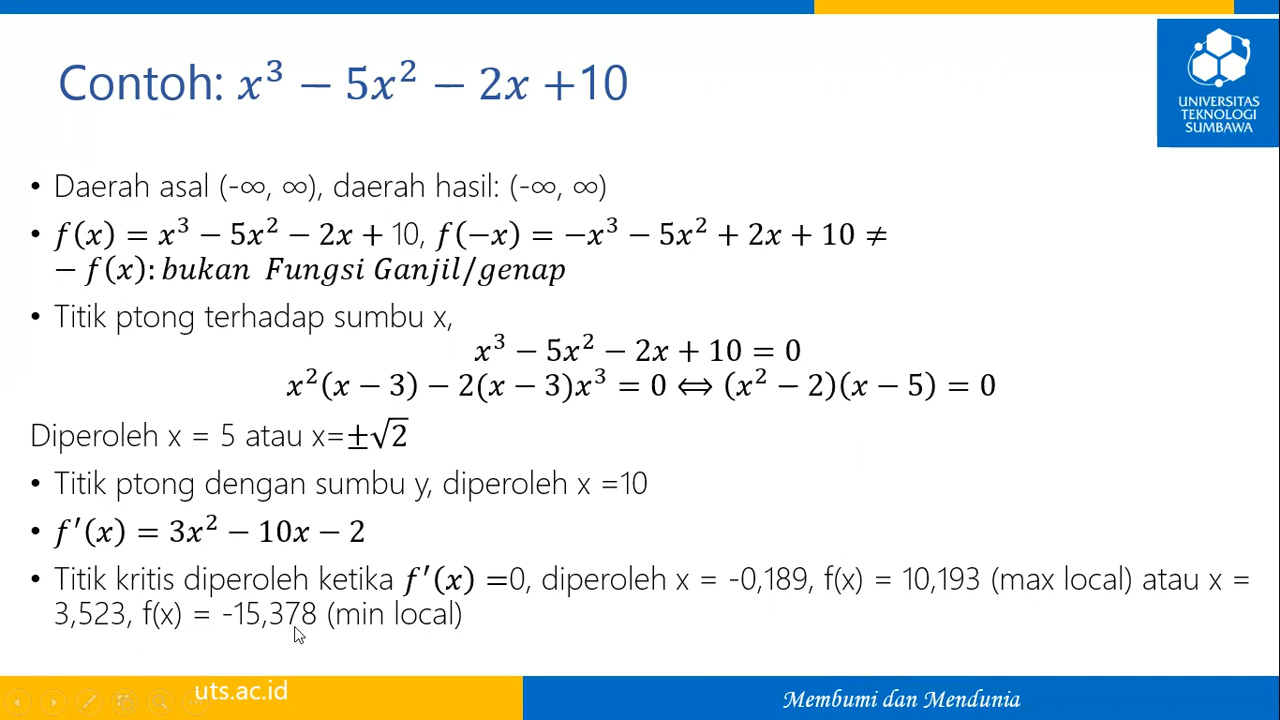 Contoh: x³ − 5x² − 2x +10
UNIVERSITAS
TEKNOLOGI
SUMBAWA
• Daerah asal (-∞, ∞), daerah hasil: (-∞, ∞)
• f(x) = x³ − 5x² − 2x + 10, f(−x) = −x³ − 5x² + 2x + 10 ≠
− f(x): bukan Fungsi Ganjil/genap
• Titik ptong terhadap sumbu x,
x³ − 5x² − 2x + 10 = 0
x²(x − 3) − 2(x − 3)x³ = 0 ⟺ (x² − 2)(x − 5) = 0
Diperoleh x = 5 atau x=±√2
• Titik ptong dengan sumbu y, diperoleh x =10
• f′(x) = 3x² − 10x − 2
• Titik kritis diperoleh ketika f′(x) =0, diperoleh x = -0,189, f(x) = 10,193 (max local) atau x =
3,523, f(x) = -15,378 (min local)
uts.ac.id
Membumi dan Mendunia